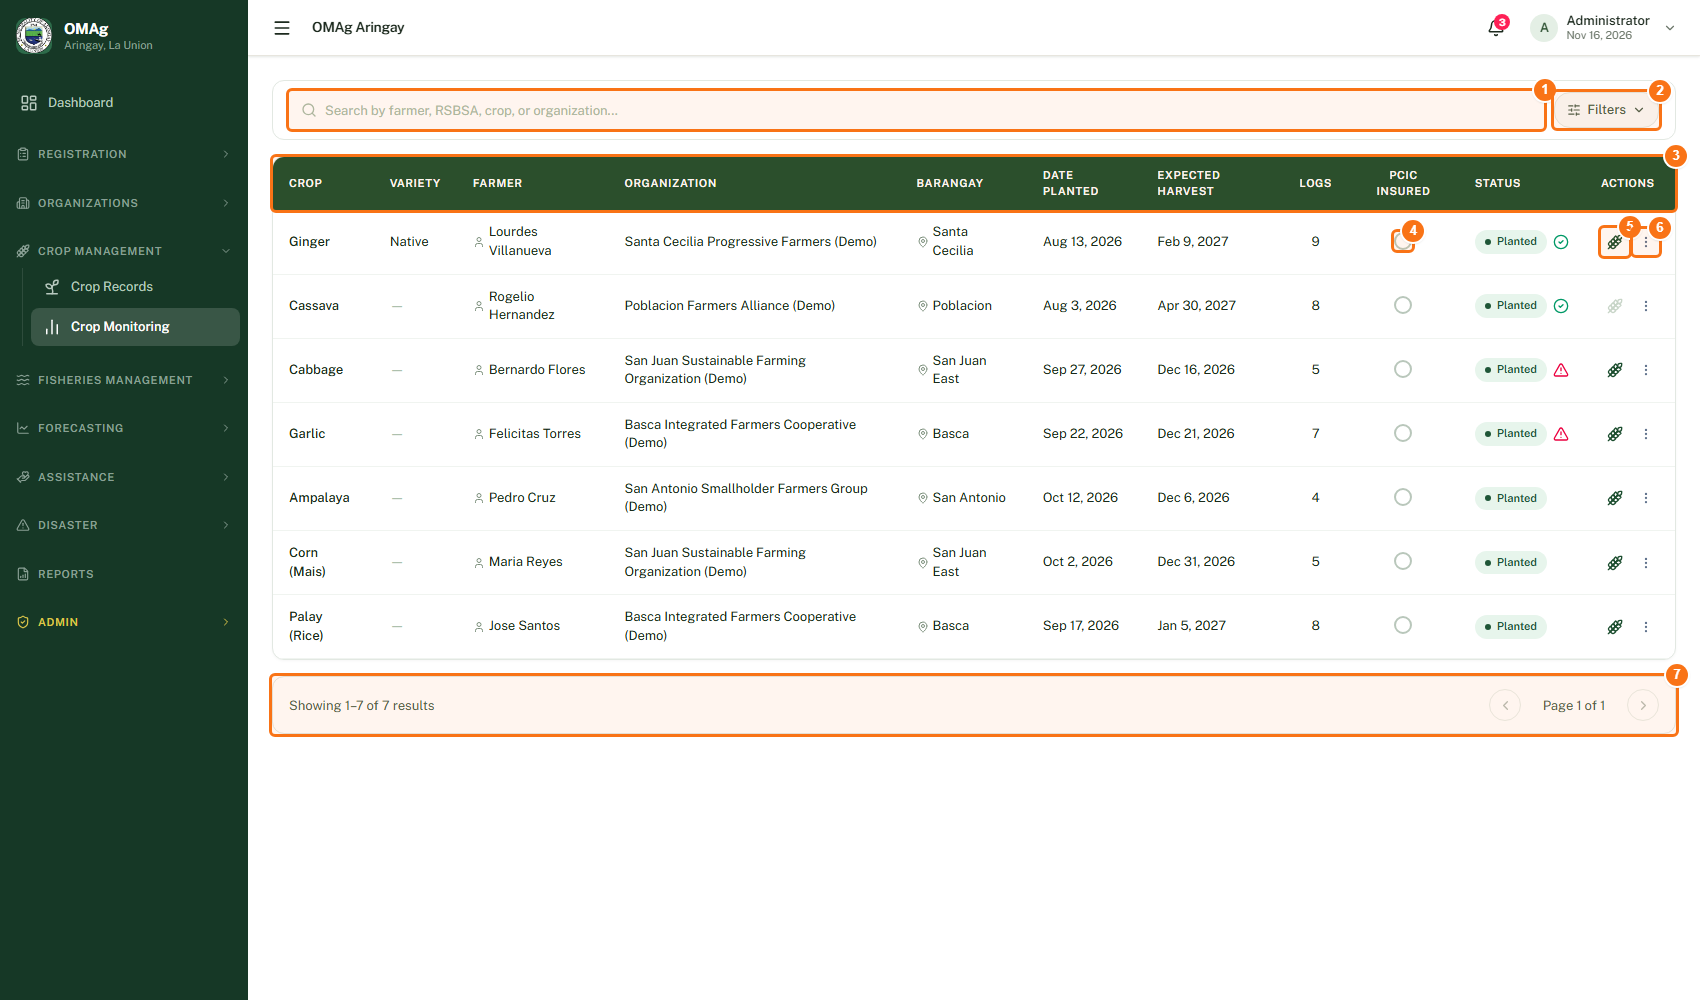 OMAg
Aringay, La Union
Dashboard
REGISTRATION
ORGANIZATIONS
CROP MANAGEMENT
Crop Records
Crop Monitoring
FISHERIES MANAGEMENT
FORECASTING
ASSISTANCE
DISASTER
REPORTS
ADMIN
OMAg Aringay
3
A
Administrator
Nov 16, 2026
Search by farmer, RSBSA, crop, or organization...
1
Filters
2
3
CROP VARIETY FARMER ORGANIZATION BARANGAY DATE PLANTED EXPECTED HARVEST LOGS PCIC INSURED STATUS ACTIONS
Ginger Native Lourdes Villanueva Santa Cecilia Progressive Farmers (Demo) Santa Cecilia Aug 13, 2026 Feb 9, 2027 9 4 Planted 5 6
Cassava — Rogelio Hernandez Poblacion Farmers Alliance (Demo) Poblacion Aug 3, 2026 Apr 30, 2027 8 Planted
Cabbage — Bernardo Flores San Juan Sustainable Farming Organization (Demo) San Juan East Sep 27, 2026 Dec 16, 2026 5 Planted
Garlic — Felicitas Torres Basca Integrated Farmers Cooperative (Demo) Basca Sep 22, 2026 Dec 21, 2026 7 Planted
Ampalaya — Pedro Cruz San Antonio Smallholder Farmers Group (Demo) San Antonio Oct 12, 2026 Dec 6, 2026 4 Planted
Corn (Mais) — Maria Reyes San Juan Sustainable Farming Organization (Demo) San Juan East Oct 2, 2026 Dec 31, 2026 5 Planted
Palay (Rice) — Jose Santos Basca Integrated Farmers Cooperative (Demo) Basca Sep 17, 2026 Jan 5, 2027 8 Planted
7
Showing 1–7 of 7 results
Page 1 of 1